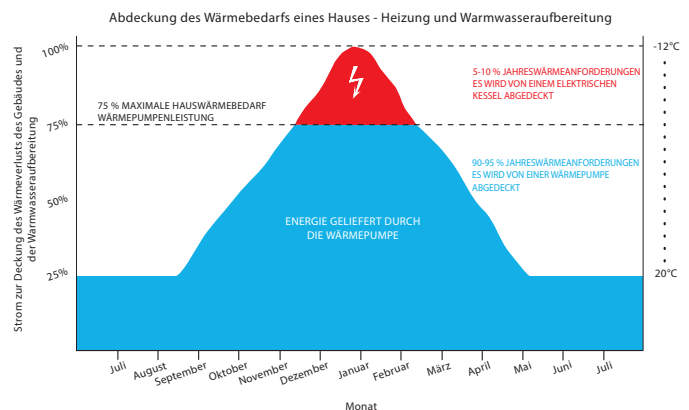 Abdeckung des Wärmebedarfs eines Hauses - Heizung und Warmwasseraufbereitung
Strom zur Deckung des Wärmeverlusts des Gebäudes und
der Warmwasseraufbereitung
100%
75%
50%
25%
-12°C
20°C
75 % MAXIMALE HAUSWÄRMEBEDARF
WÄRMEPUMPENLEISTUNG
5-10 % JAHRESWÄRMEANFORDERUNGEN
ES WIRD VON EINEM ELEKTRISCHEN
KESSEL ABGEDECKT
90-95 % JAHRESWÄRMEANFORDERUNGEN
ES WIRD VON EINER WÄRMEPUMPE
ABGEDECKT
ENERGIE GELIEFERT DURCH
DIE WÄRMEPUMPE
Juli August September Oktober November Dezember Januar Februar März April Mai Juni Juli
Monat